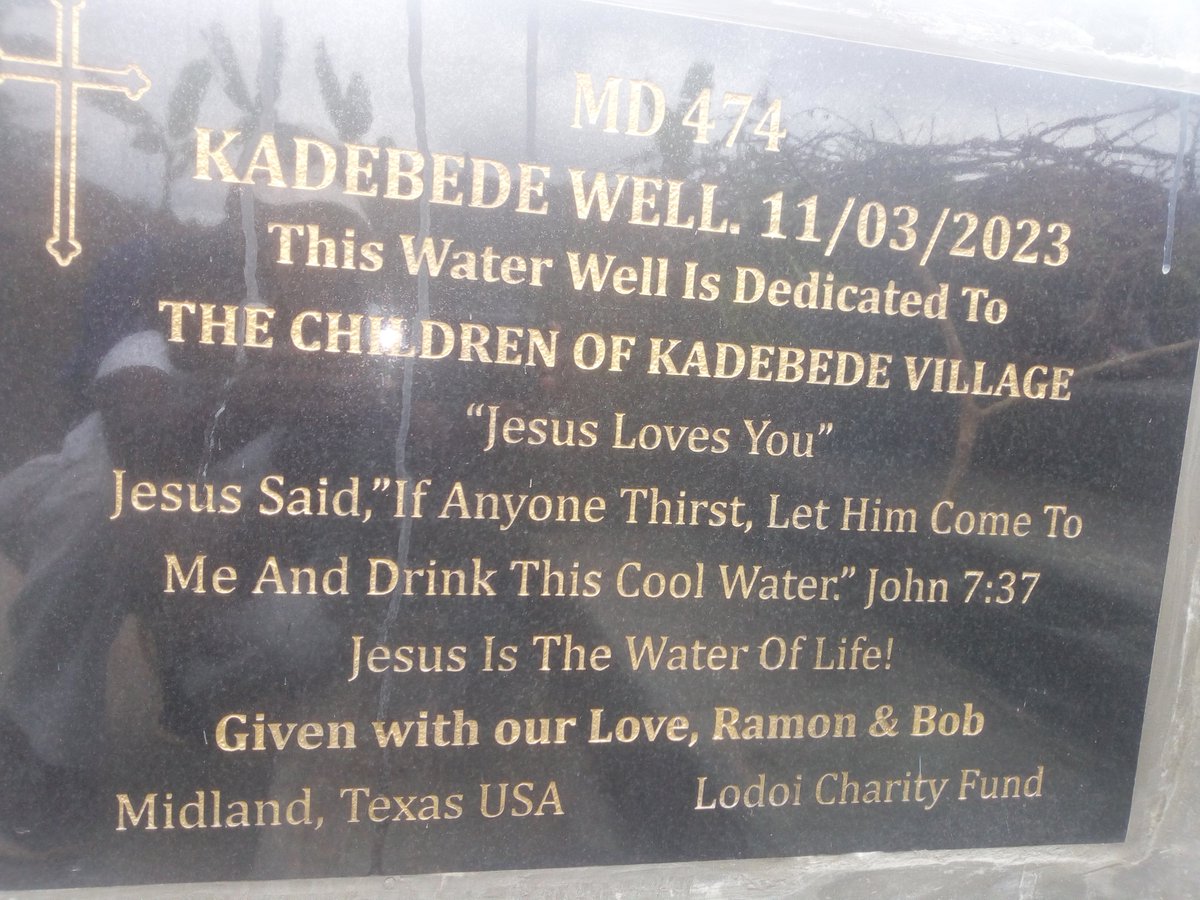 MD 474
KADEBEDE WELL. 11/03/2023
This Water Well Is Dedicated To
THE CHILDREN OF KADEBEDE VILLAGE
“Jesus Loves You”
Jesus Said,”If Anyone Thirst, Let Him Come To
Me And Drink This Cool Water.” John 7:37
Jesus Is The Water Of Life!
Given with our Love, Ramon & Bob
Midland, Texas USA Lodoi Charity Fund